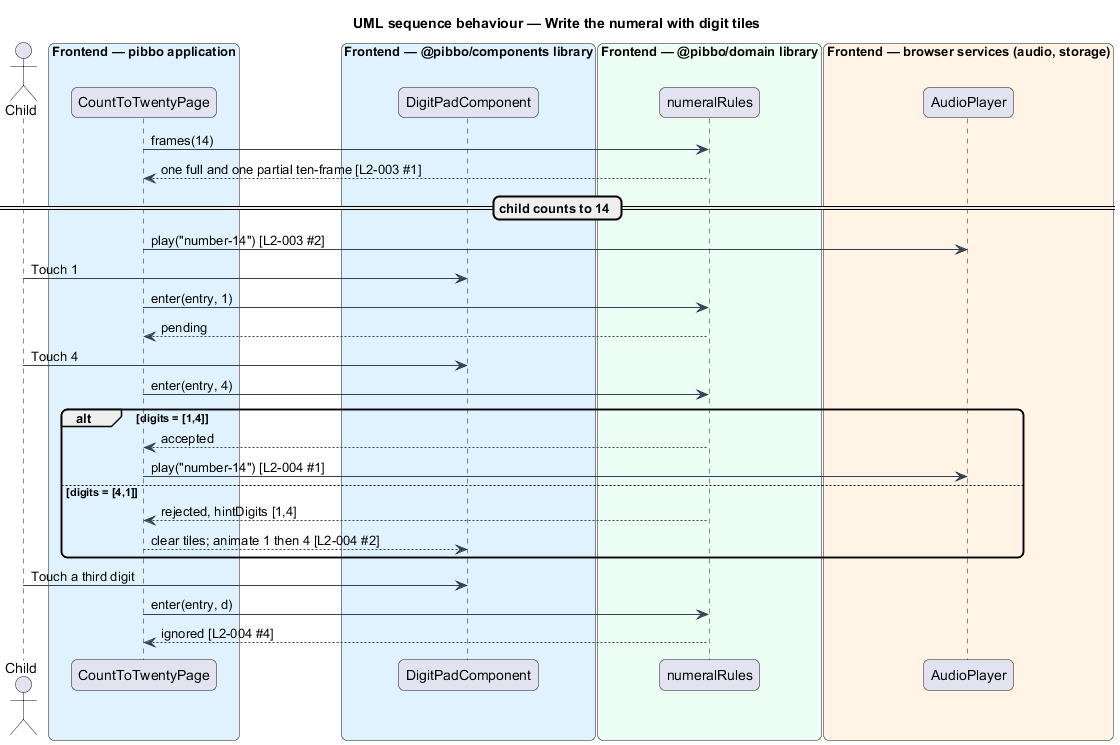 UML sequence behaviour — Write the numeral with digit tiles
Frontend — pibbo application
Frontend — @pibbo/components library
Frontend — @pibbo/domain library
Frontend — browser services (audio, storage)
Child
CountToTwentyPage
DigitPadComponent
numeralRules
AudioPlayer
frames(14)
one full and one partial ten-frame [L2-003 #1]
child counts to 14
play("number-14") [L2-003 #2]
Touch 1
enter(entry, 1)
pending
Touch 4
enter(entry, 4)
alt
[digits = [1,4]]
accepted
play("number-14") [L2-004 #1]
[digits = [4,1]]
rejected, hintDigits [1,4]
clear tiles; animate 1 then 4 [L2-004 #2]
Touch a third digit
enter(entry, d)
ignored [L2-004 #4]
Child
CountToTwentyPage
DigitPadComponent
numeralRules
AudioPlayer